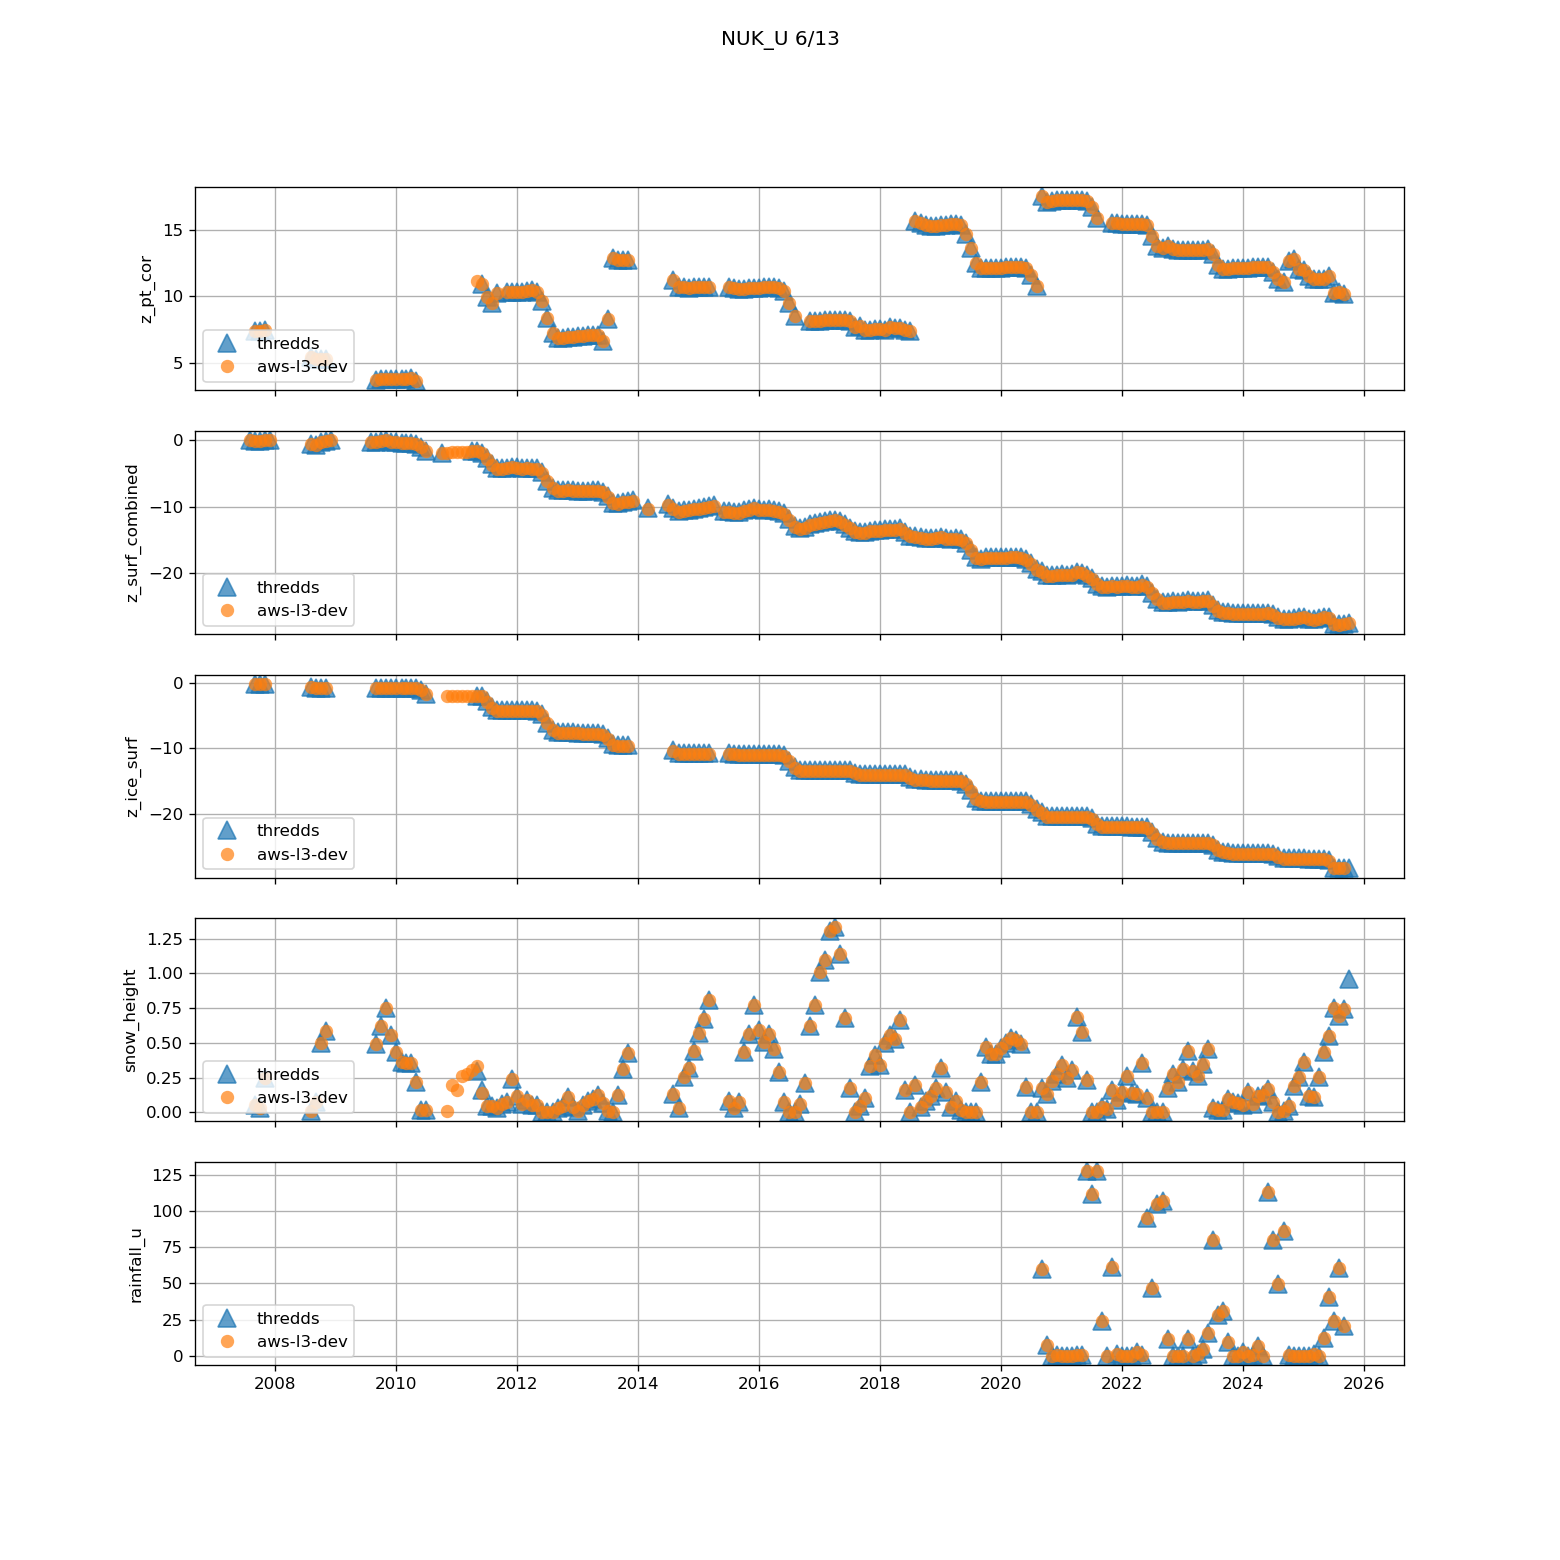 NUK_U 6/13
z_pt_cor
15
10
5
thredds
aws-l3-dev
z_surf_combined
0
−10
−20
thredds
aws-l3-dev
z_ice_surf
0
−10
−20
thredds
aws-l3-dev
snow_height
1.25
1.00
0.75
0.50
0.25
0.00
thredds
aws-l3-dev
rainfall_u
125
100
75
50
25
0
thredds
aws-l3-dev
2008 2010 2012 2014 2016 2018 2020 2022 2024 2026